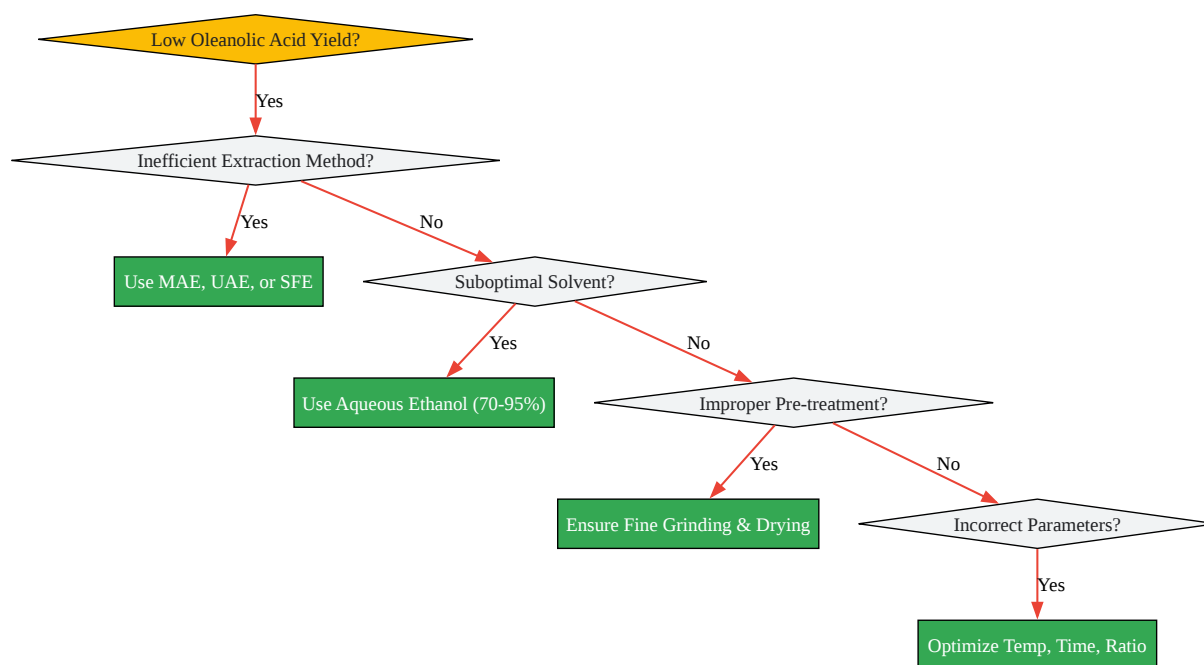 Low Oleanolic Acid Yield?
Yes
Inefficient Extraction Method?
Yes
No
Use MAE, UAE, or SFE
Suboptimal Solvent?
Yes
No
Use Aqueous Ethanol (70-95%)
Improper Pre-treatment?
Yes
No
Ensure Fine Grinding & Drying
Incorrect Parameters?
Yes
Optimize Temp, Time, Ratio